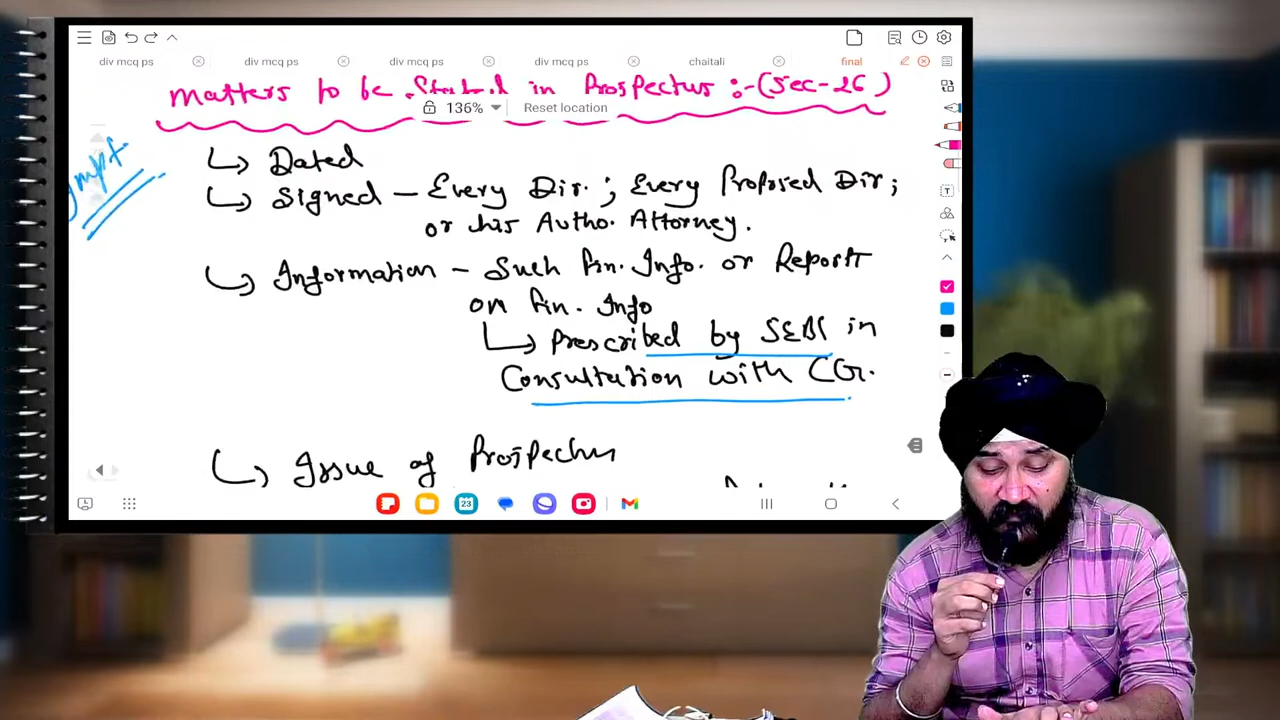 div mcq ps
div mcq ps
div mcq ps
div mcq ps
chaitali
final
matters to be Stated in Prospectus :-(Sec-26)
136%
Reset location
Dated
Signed - Every Dir. ; Every Proposed Dir;
or his Autho. Attorney.
Information - Such fin. Info. or Report
on fin. Info
Prescribed by SEBI in
Consultation with CG.
Issue of Prospectus
T
23